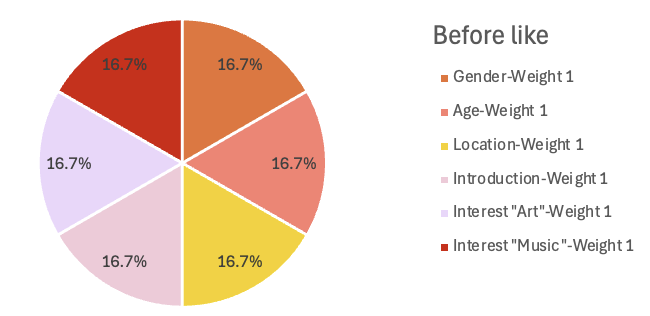 Before like
16.7%
16.7%
16.7%
16.7%
16.7%
16.7%
Gender-Weight 1
Age-Weight 1
Location-Weight 1
Introduction-Weight 1
Interest "Art"-Weight 1
Interest "Music"-Weight 1